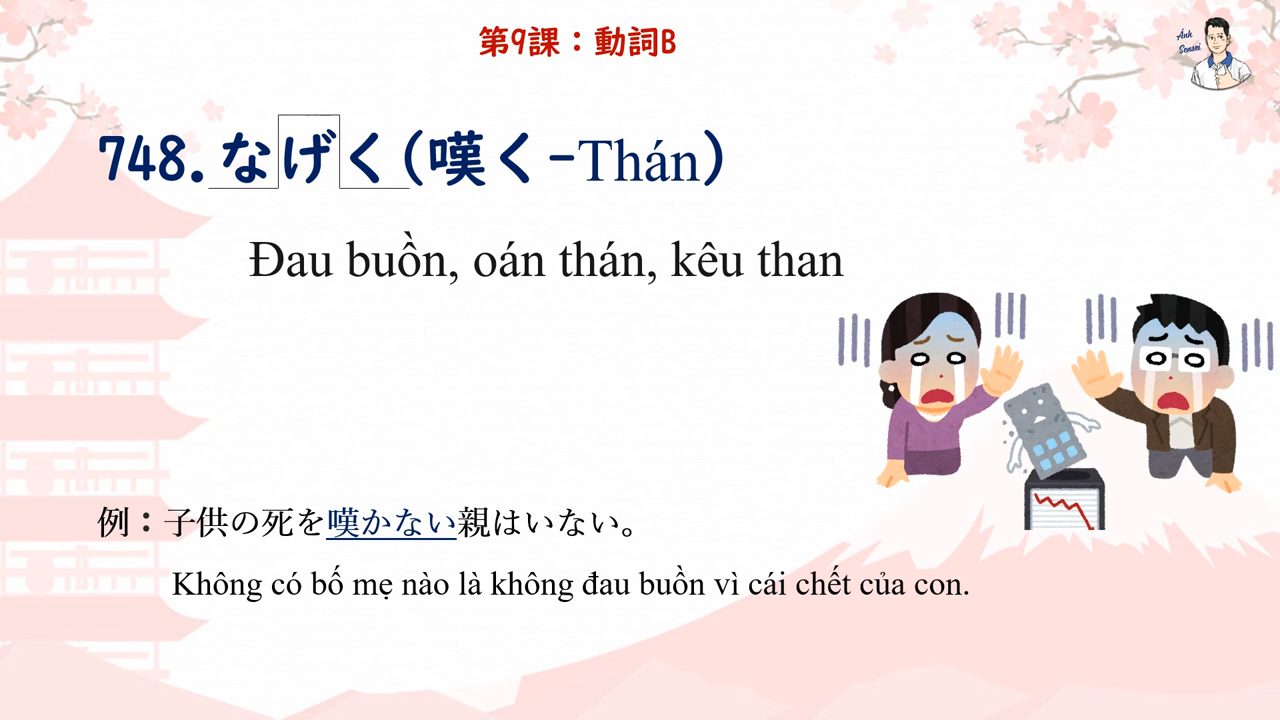 第9課：動詞B
Ánh
Sensei
748.なげく(嘆く-Thán)
Đau buồn, oán thán, kêu than
例：子供の死を嘆かない親はいない。
Không có bố mẹ nào là không đau buồn vì cái chết của con.